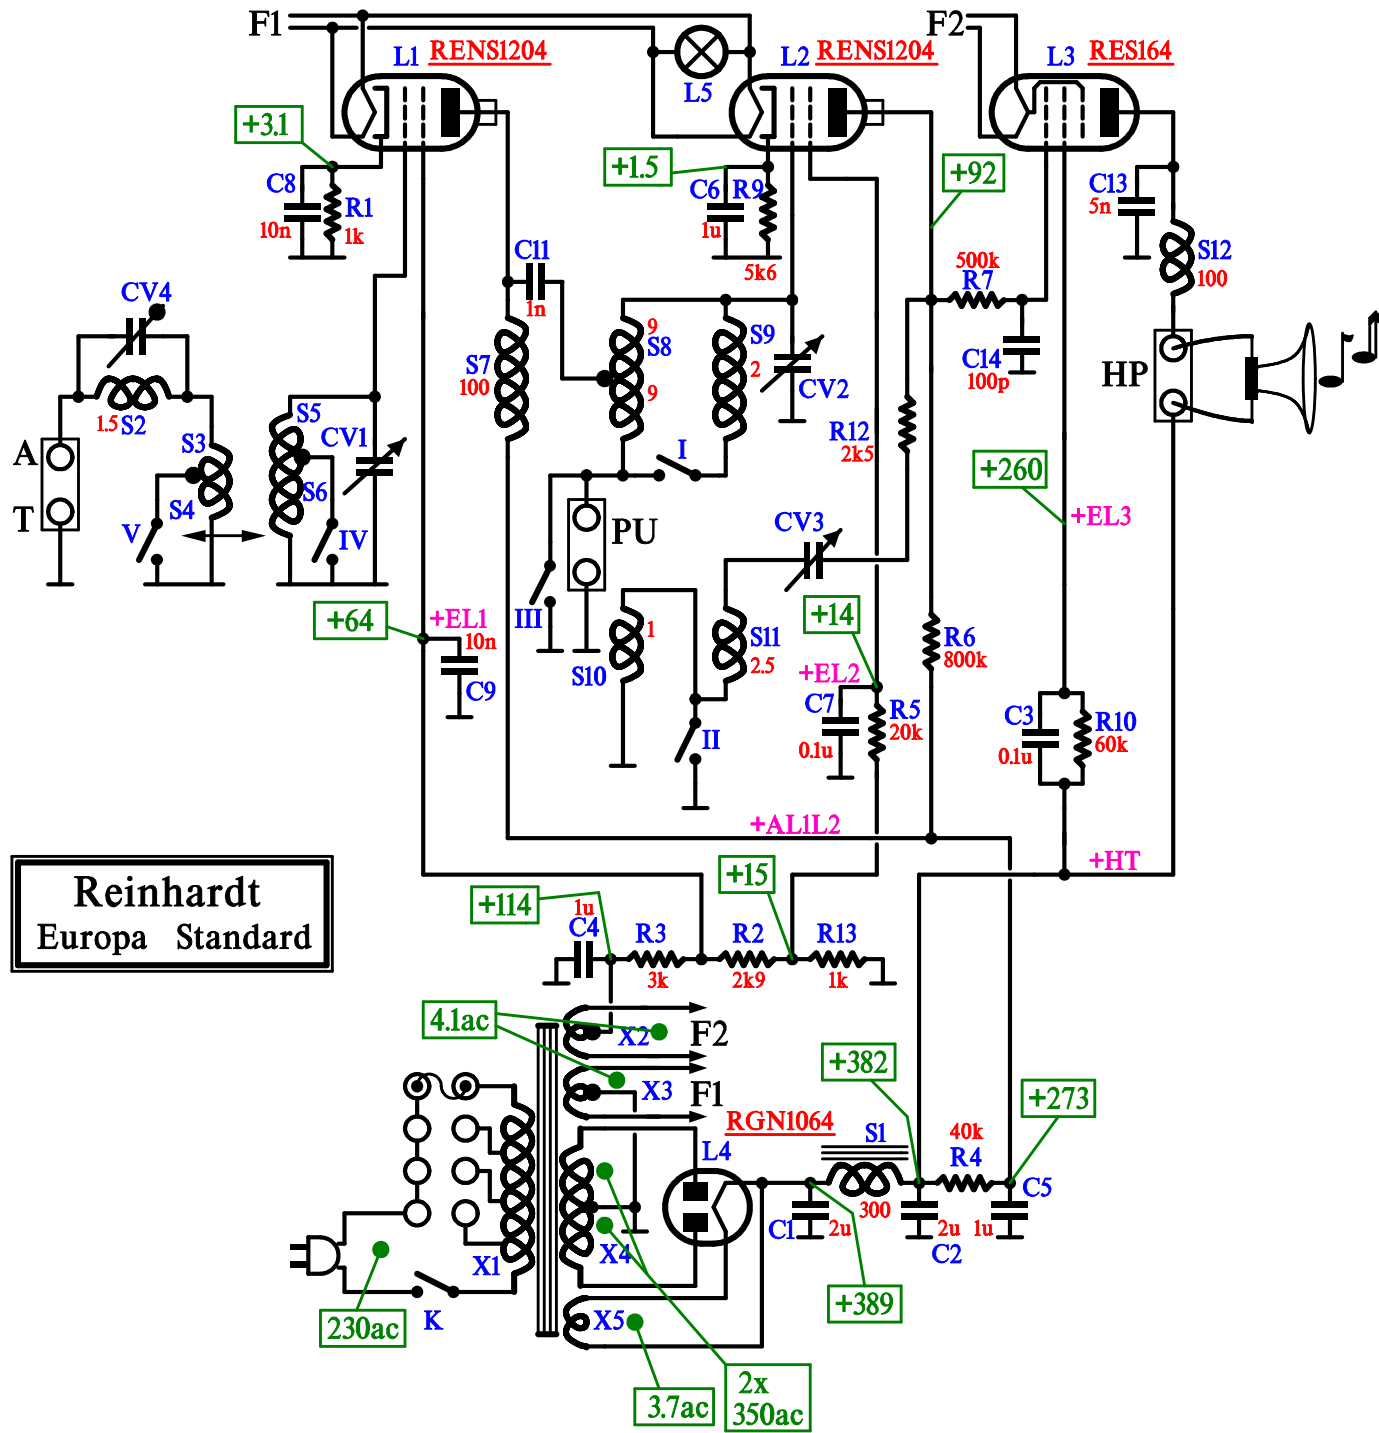 F1
L1 RENS1204
L5
L2 RENS1204
F2
L3 RES164
+3.1
+1.5
+92
C8
10n
R1
1k
C6
1u
R9
5k6
C13
5n
S12
100
C11
1n
500k
R7
C14
100p
CV4
S7
100
9
S8
9
S9
2
CV2
HP
1.5 S2
S3
S4
S5
S6
CV1
R12
2k5
A
T
V
IV
I
PU
CV3
+260
+EL3
III
+64
+EL1
10n
C9
S10
1
S11
2.5
+14
+EL2
C7
0.1u
R5
20k
R6
800k
C3
0.1u
R10
60k
II
+AL1L2
+HT
Reinhardt
Europa Standard
+114
1u
C4
R3
3k
+15
R2
2k9
R13
1k
4.1ac
X2
F2
X3
F1
RGN1064
L4
+382
+273
S1
300
40k
R4
C5
1u
C1
2u
2u
C2
X1
X4
X5
K
230ac
+389
3.7ac
2x
350ac